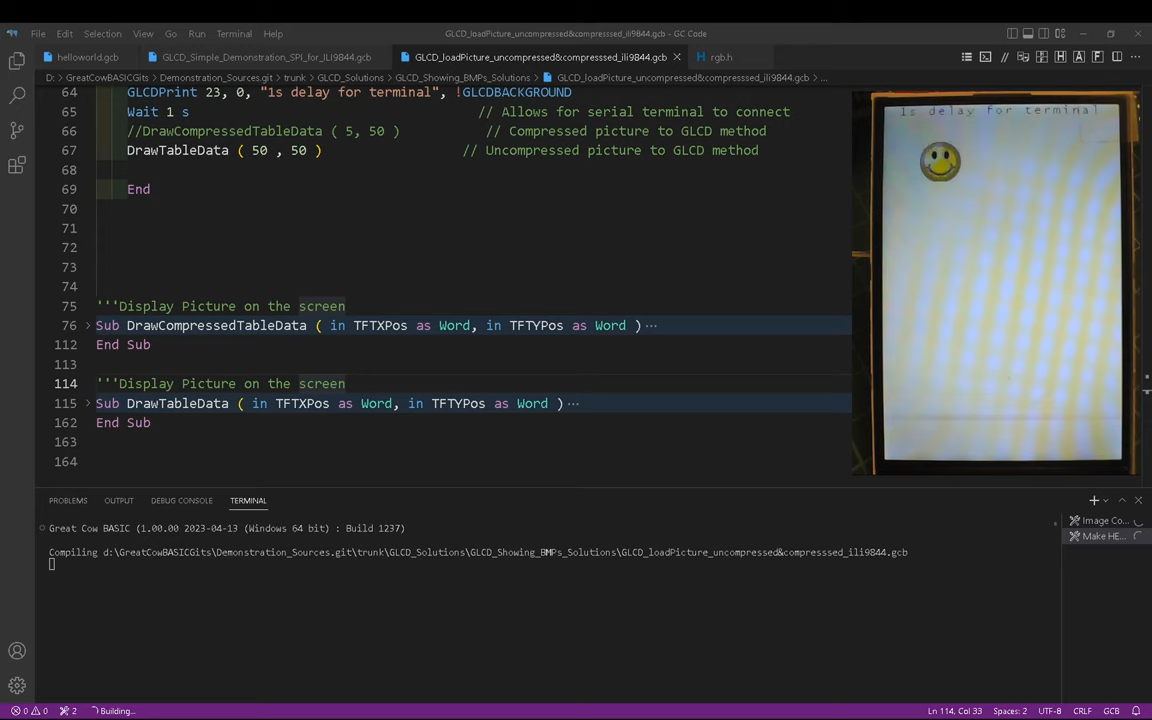 File Edit Selection View Go Run Terminal Help
GLCD_loadPicture_uncompressed&compresssed_ili9844.gcb - GC Code
helloworld.gcb GLCD_Simple_Demonstration_SPI_for_ILI9844.gcb GLCD_loadPicture_uncompressed&compresssed_ili9844.gcb rgb.h
D: > GreatCowBASICGits > Demonstration_Sources.git > trunk > GLCD_Solutions > GLCD_Showing_BMPs_Solutions > GLCD_loadPicture_uncompressed&compresssed_ili9844.gcb > ...
64 GLCDPrint 23, 0, "1s delay for terminal", !GLCDBACKGROUND
65 Wait 1 s // Allows for serial terminal to connect
66 //DrawCompressedTableData ( 5, 50 ) // Compressed picture to GLCD method
67 DrawTableData ( 50 , 50 ) // Uncompressed picture to GLCD method
68
69 End
70
71
72
73
74
75 '''Display Picture on the screen
76 Sub DrawCompressedTableData ( in TFTXPos as Word, in TFTYPos as Word ) ...
112 End Sub
113
114 '''Display Picture on the screen
115 Sub DrawTableData ( in TFTXPos as Word, in TFTYPos as Word ) ...
162 End Sub
163
164
1s delay for terminal
PROBLEMS OUTPUT DEBUG CONSOLE TERMINAL
Great Cow BASIC (1.00.00 2023-04-13 (Windows 64 bit) : Build 1237)
Compiling d:\GreatCowBASICGits\Demonstration_Sources.git\trunk\GLCD_Solutions\GLCD_Showing_BMPs_Solutions\GLCD_loadPicture_uncompressed&compresssed_ili9844.gcb
Image Co...
Make HE...
0 0 2 Building... Ln 114, Col 33 Spaces: 2 UTF-8 CRLF GCB